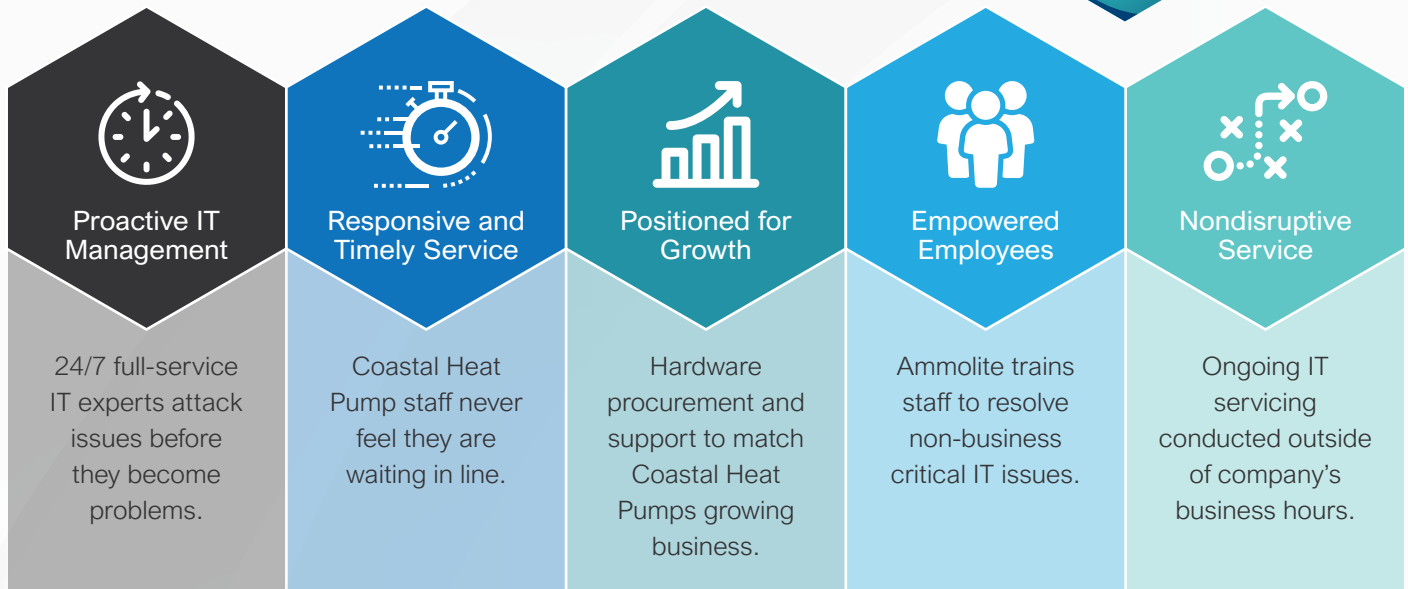 Proactive IT
Management
24/7 full-service
IT experts attack
issues before
they become
problems.
Responsive and
Timely Service
Coastal Heat
Pump staff never
feel they are
waiting in line.
Positioned for
Growth
Hardware
procurement and
support to match
Coastal Heat
Pumps growing
business.
Empowered
Employees
Ammolite trains
staff to resolve
non-business
critical IT issues.
Nondisruptive
Service
Ongoing IT
servicing
conducted outside
of company’s
business hours.